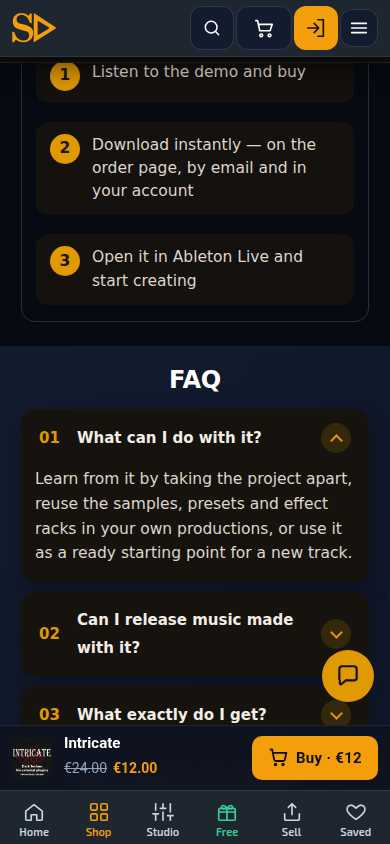 S
1 Listen to the demo and buy
2 Download instantly — on the
order page, by email and in
your account
3 Open it in Ableton Live and
start creating
FAQ
01 What can I do with it?
Learn from it by taking the project apart,
reuse the samples, presets and effect
racks in your own productions, or use it
as a ready starting point for a new track.
02 Can I release music made
with it?
03 What exactly do I get?
INTRICATE
Intricate
€24.00 €12.00
Buy · €12
Home Shop Studio Free Sell Saved